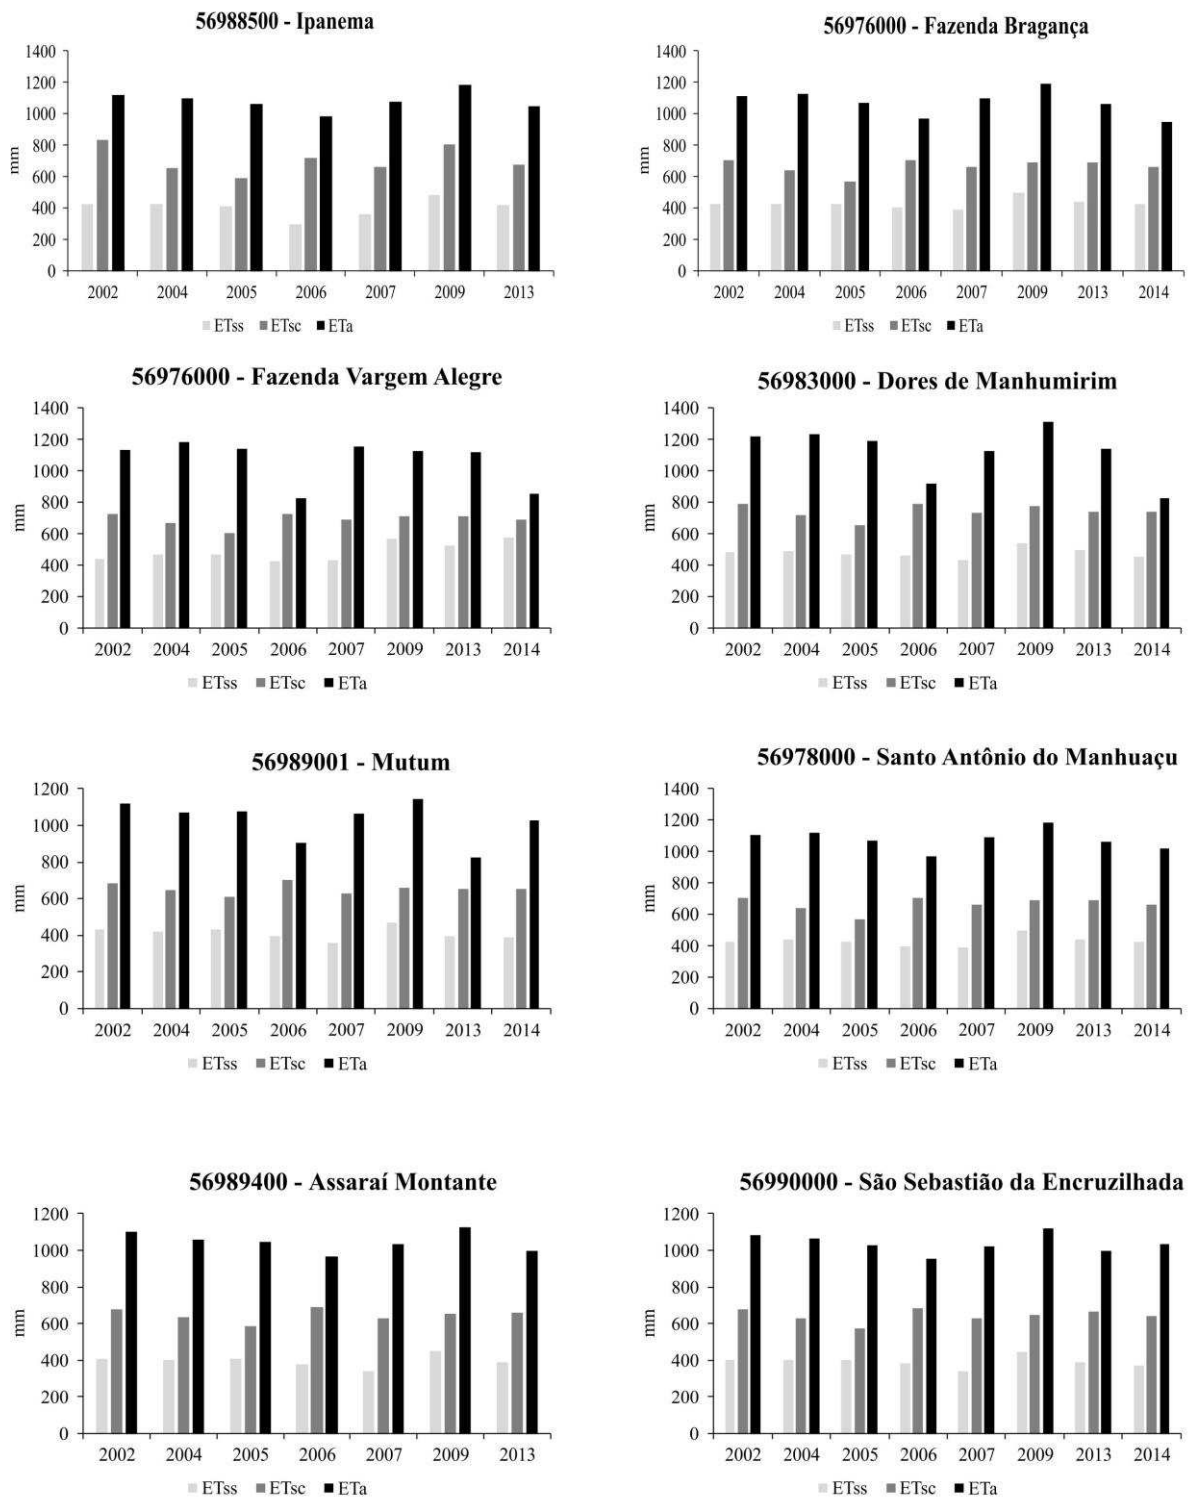 56988500 - Ipanema
1400
1200
1000
800
600
400
200
0
mm
2002 2004 2005 2006 2007 2009 2013
ETss ETsc ETa
56976000 - Fazenda Bragança
1400
1200
1000
800
600
400
200
0
mm
2002 2004 2005 2006 2007 2009 2013 2014
ETss ETsc ETa
56976000 - Fazenda Vargem Alegre
1400
1200
1000
800
600
400
200
0
mm
2002 2004 2005 2006 2007 2009 2013 2014
ETss ETsc ETa
56983000 - Dores de Manhumirim
1400
1200
1000
800
600
400
200
0
mm
2002 2004 2005 2006 2007 2009 2013 2014
ETss ETsc ETa
56989001 - Mutum
1200
1000
800
600
400
200
0
mm
2002 2004 2005 2006 2007 2009 2013 2014
ETss ETsc ETa
56978000 - Santo Antônio do Manhuaçu
1400
1200
1000
800
600
400
200
0
mm
2002 2004 2005 2006 2007 2009 2013 2014
ETss ETsc ETa
56989400 - Assaraí Montante
1200
1000
800
600
400
200
0
mm
2002 2004 2005 2006 2007 2009 2013
ETss ETsc ETa
56990000 - São Sebastião da Encruzilhada
1200
1000
800
600
400
200
0
mm
2002 2004 2005 2006 2007 2009 2013 2014
ETss ETsc ETa